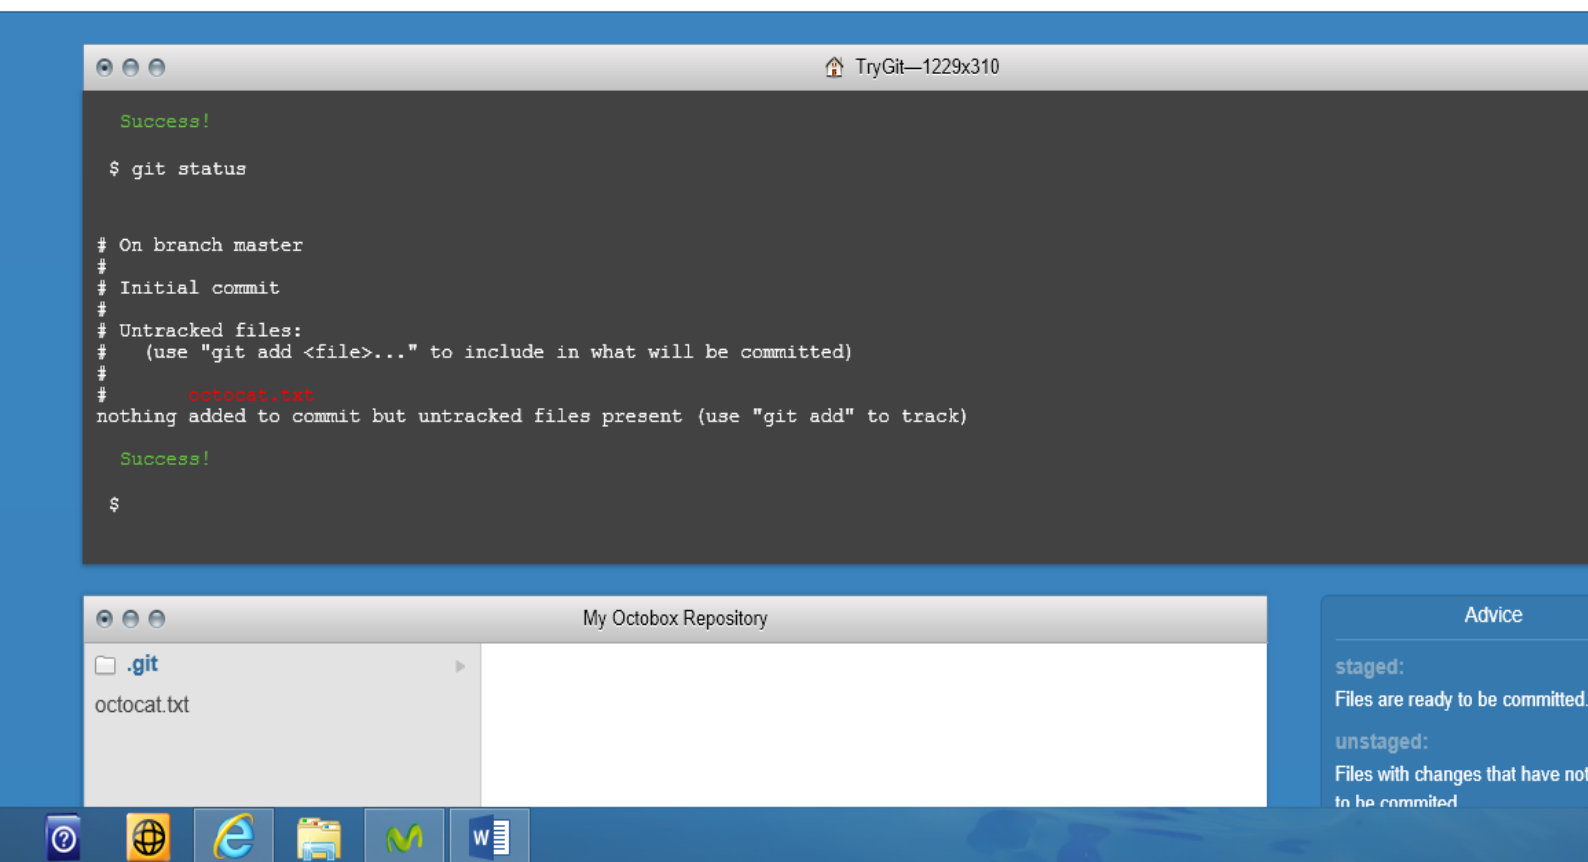 TryGit—1229x310
Success!
$ git status
# On branch master
#
# Initial commit
#
# Untracked files:
# (use "git add <file>..." to include in what will be committed)
#
# octocat.txt
nothing added to commit but untracked files present (use "git add" to track)
Success!
$
My Octobox Repository
.git
octocat.txt
Advice
staged:
Files are ready to be committed.
unstaged:
Files with changes that have not
to be commited